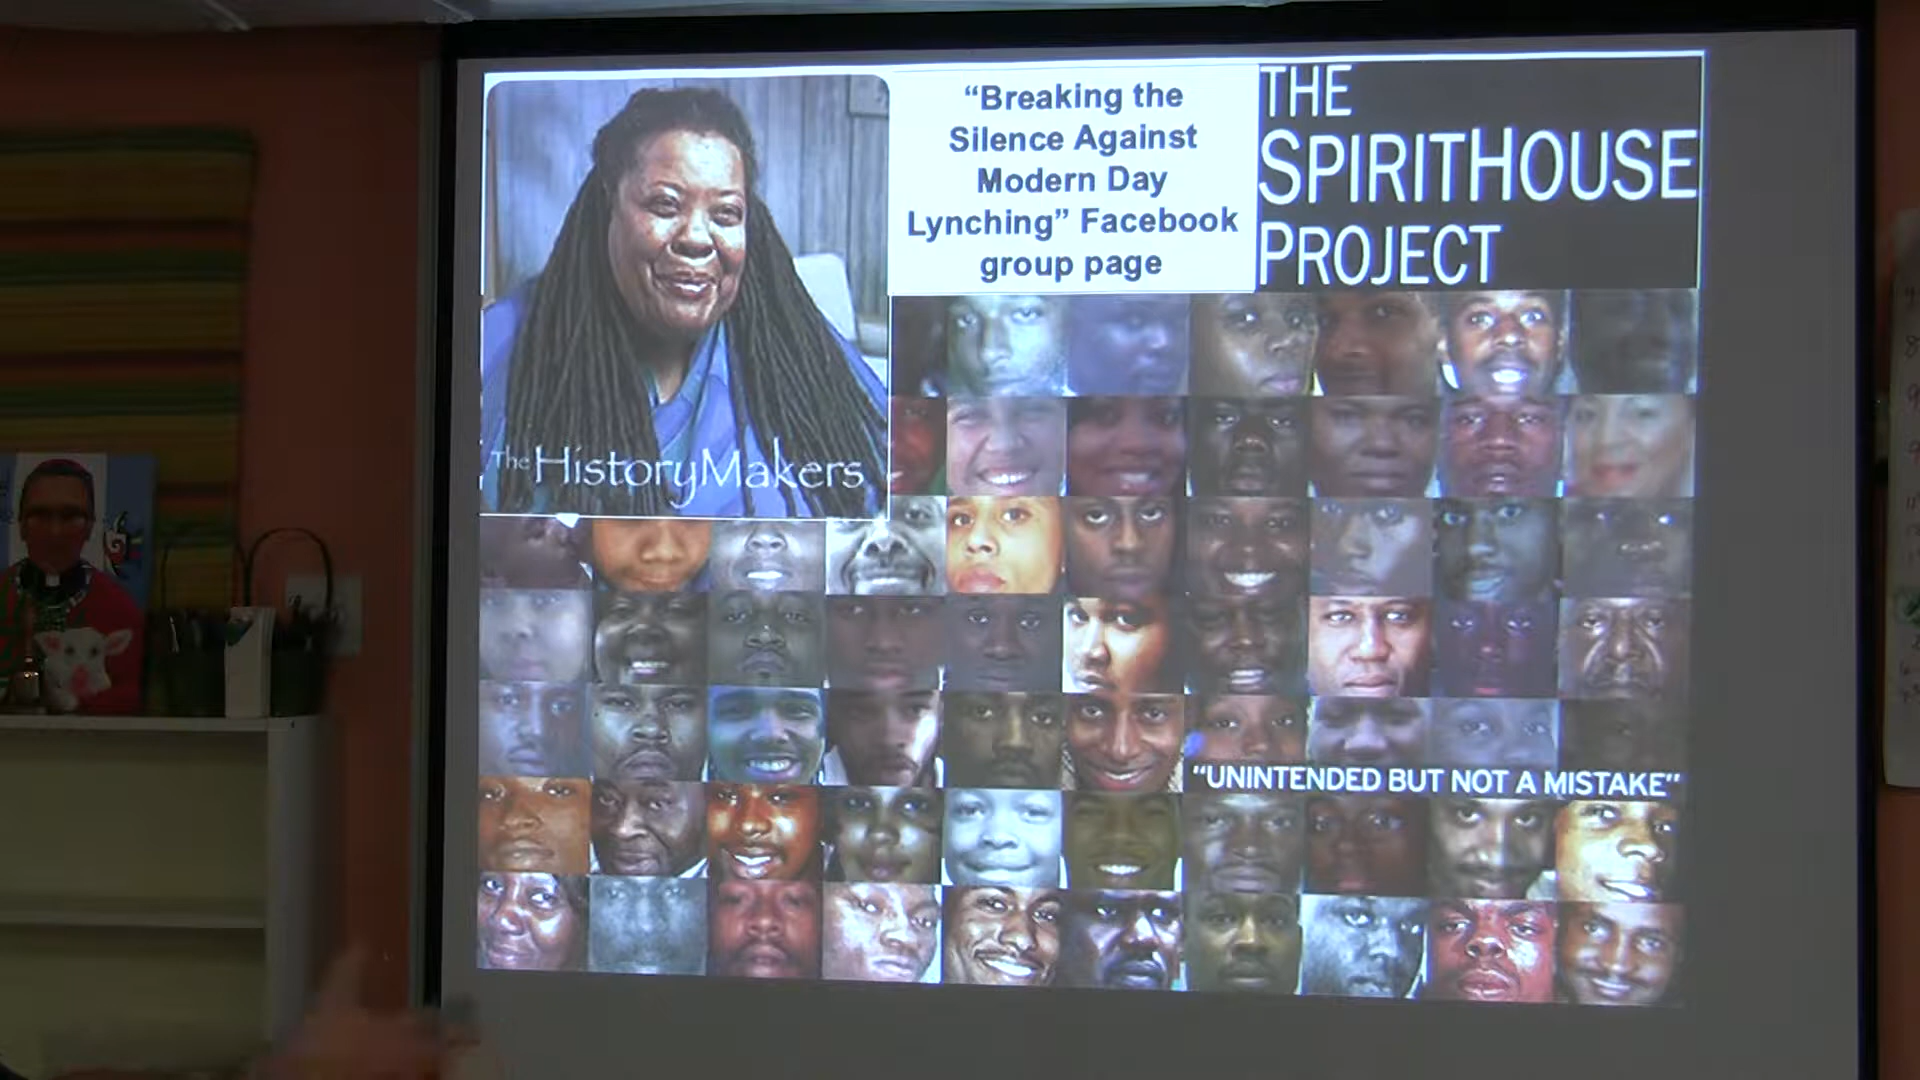 “Breaking the
Silence Against
Modern Day
Lynching” Facebook
group page
THE
SPIRITHOUSE
PROJECT
The HistoryMakers
“UNINTENDED BUT NOT A MISTAKE”